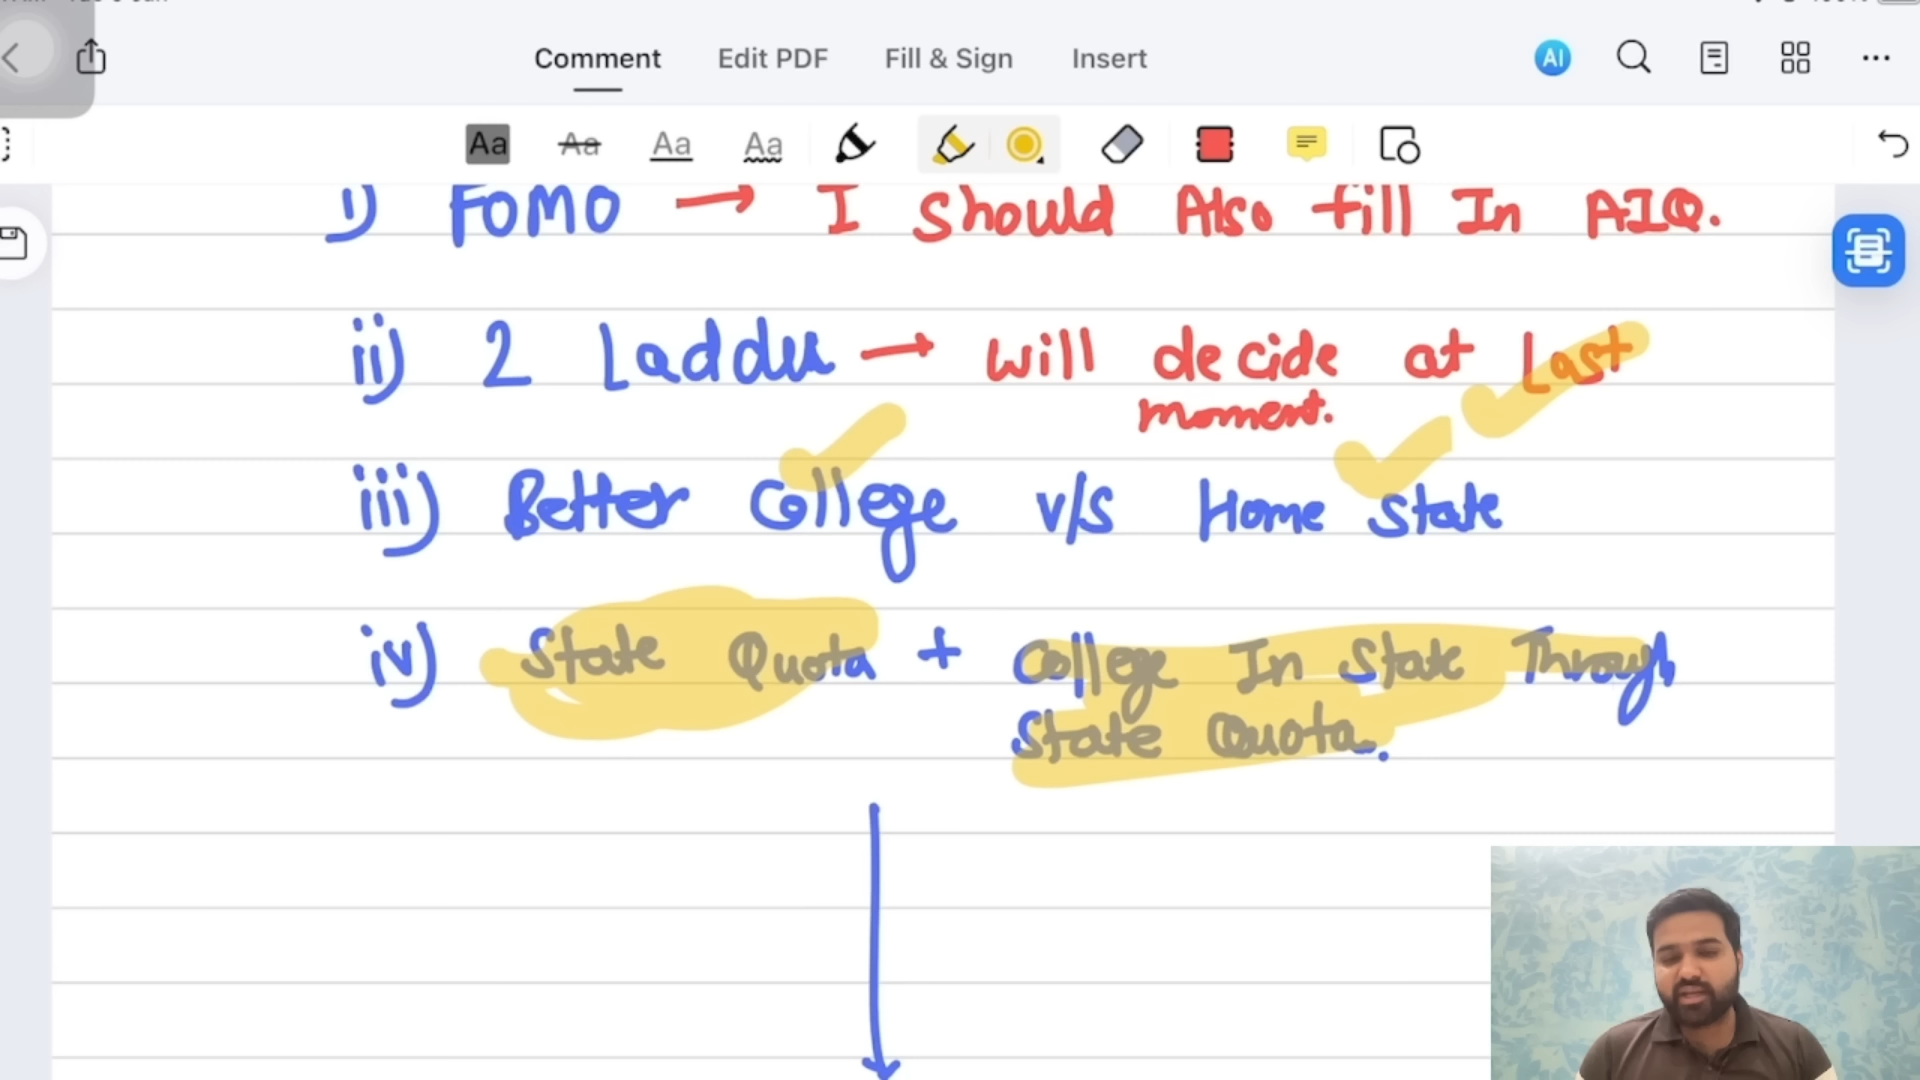 Comment Edit PDF Fill & Sign Insert AI
Aa Aa Aa Aa
i) FOMO → I Should Also fill In AIQ.
ii) 2 Laddu → will decide at Last
moment.
iii) Better College v/s Home State
iv) State Quota + College In State Through
State Quota.